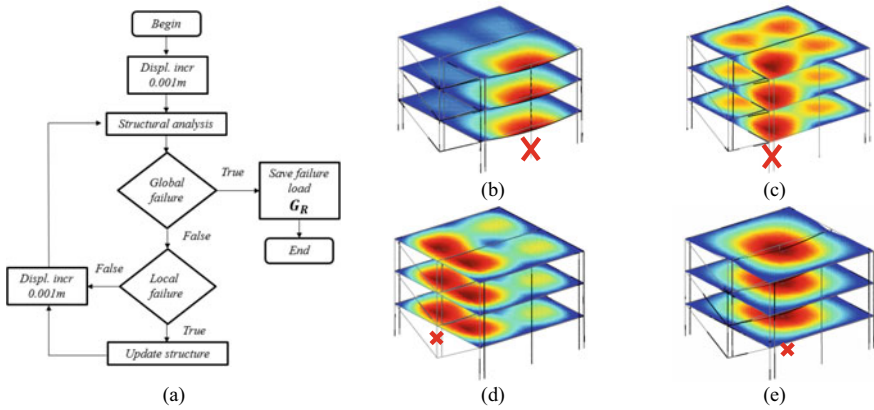 Begin
Displ. incr
0.001m
Structural analysis
Global
failure
True
Save failure
load
G_R
End
False
Local
failure
False
Displ. incr
0.001m
True
Update structure
(a)
(b)
(c)
(d)
(e)